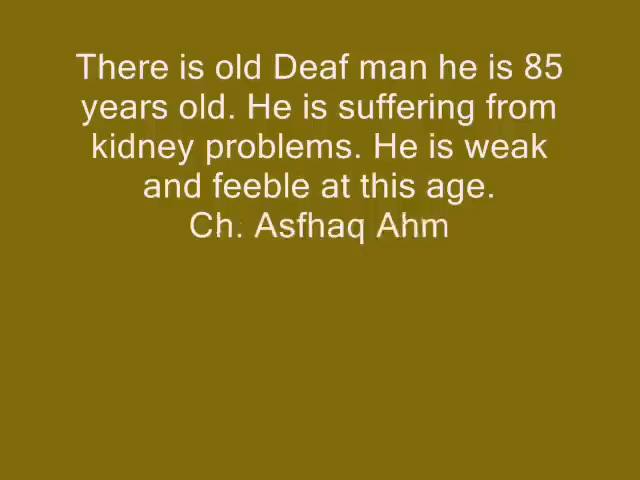 There is old Deaf man he is 85
years old. He is suffering from
kidney problems. He is weak
and feeble at this age.
Ch. Asfhaq Ahm